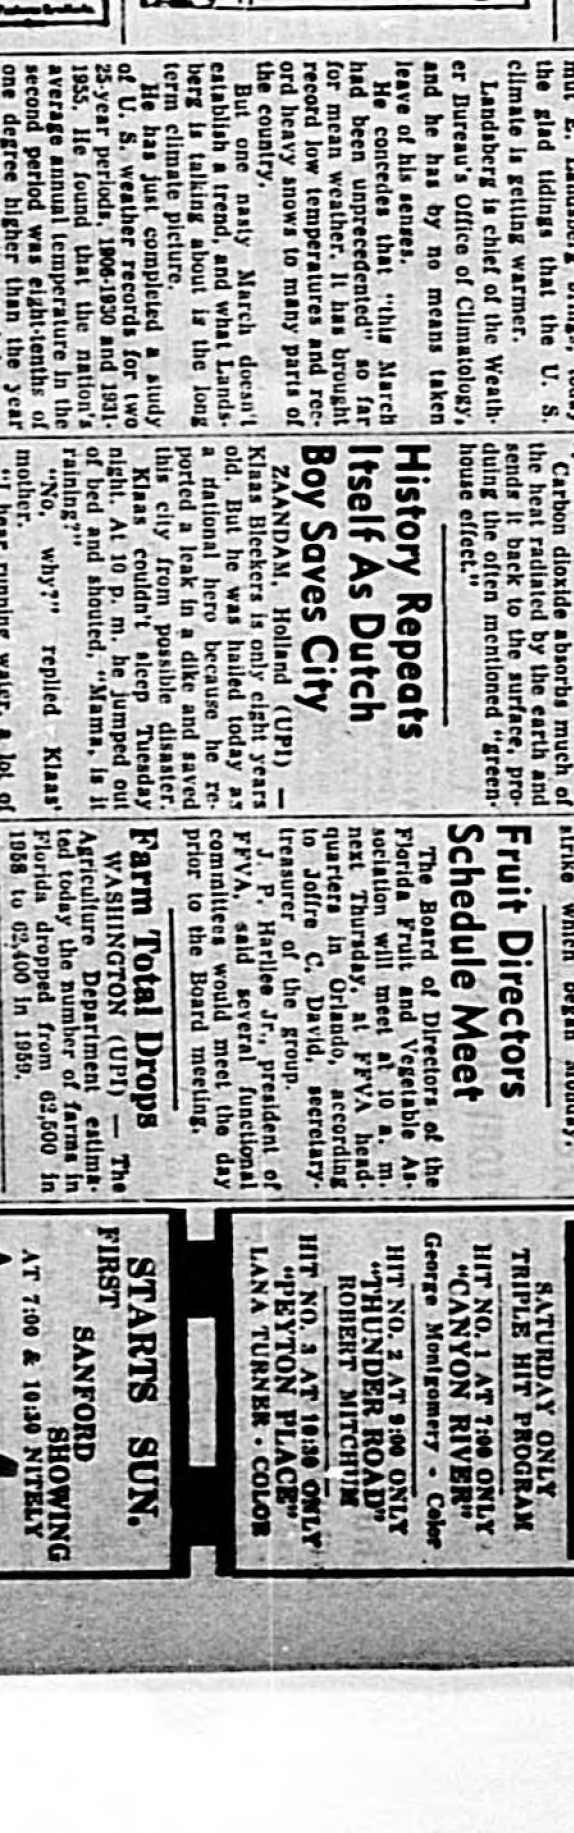 the glad tidings that the U. S.
climate is getting warmer.
Landsberg is chief of the Weath-
er Bureau's Office of Climatology,
and he has by no means taken
leave of his senses.
He concedes that "this March
had been unprecedented" so far
for mean weather. It has brought
record low temperatures and rec-
ord heavy snows to many parts of
the country.
But one nasty March doesn't
establish a trend, and what Lands-
berg is talking about is the long
term climate picture.
He has just completed a study
of U. S. weather records for two
25-year periods, 1906-1930 and 1931-
1955. He found that the nation's
average annual temperature in the
second period was eight-tenths of
one degree higher than the year
Carbon dioxide absorbs much of
the heat radiated by the earth and
sends it back to the surface, pro-
ducing the often mentioned "green-
house effect."
History Repeats
Itself As Dutch
Boy Saves City
ZAANDAM, Holland (UPI) —
Klaas Bleekers is only eight years
old. But he was hailed today as
a national hero because he re-
ported a leak in a dike and saved
this city from possible disaster.
Klaas couldn't sleep Tuesday
night. At 10 p. m. he jumped out
of bed and shouted, "Mama, is it
raining?"
"No, why?" replied Klaas'
mother.
"I hear running water, a lot of
strike which began Monday.
Fruit Directors
Schedule Meet
The Board of Directors of the
Florida Fruit and Vegetable As-
sociation will meet at 10 a. m.
next Thursday, at FFVA head-
quarters in Orlando, according
to Joffre C. David, secretary-
treasurer of the group.
J. P. Harllee Jr., president of
FFVA, said several functional
committees would meet the day
prior to the Board meeting.
Farm Total Drops
WASHINGTON (UPI) — The
Agriculture Department estima-
ted today the number of farms in
Florida dropped from 62,500 in
1958 to 62,400 in 1959.
SATURDAY ONLY
TRIPLE HIT PROGRAM
HIT NO. 1 AT 7:00 ONLY
"CANYON RIVER"
George Montgomery • Color
HIT NO. 2 AT 9:00 ONLY
"THUNDER ROAD"
ROBERT MITCHUM
HIT NO. 3 AT 10:30 ONLY
"PEYTON PLACE"
LANA TURNER • COLOR
STARTS SUN.
FIRST
SANFORD
SHOWING
AT 7:00 & 10:30 NITELY